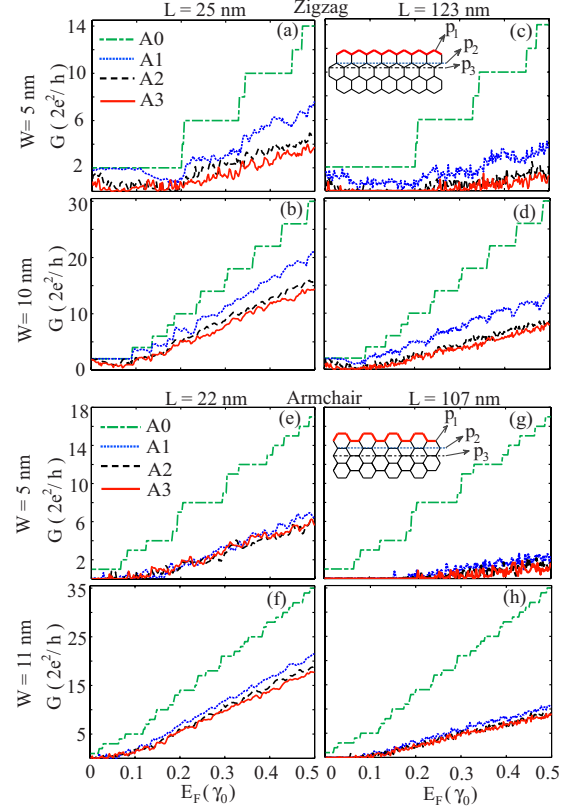 L = 25 nm Zigzag L = 123 nm
W= 5 nm
G ( 2e²/ h )
14
10
6
2
(a)
A0
A1
A2
A3
(c)
p₁
p₂
p₃
W = 10 nm
G ( 2e²/ h )
30
20
10
0
(b)
(d)
L = 22 nm Armchair L = 107 nm
W = 5 nm
G ( 2e²/ h )
18
14
10
6
2
(e)
A0
A1
A2
A3
(g)
p₁
p₂
p₃
W = 11 nm
G ( 2e²/ h )
35
25
15
5
(f)
(h)
0 0.1 0.2 0.3 0.4 0.5 0 0.1 0.2 0.3 0.4 0.5
E_F(γ₀) E_F(γ₀)